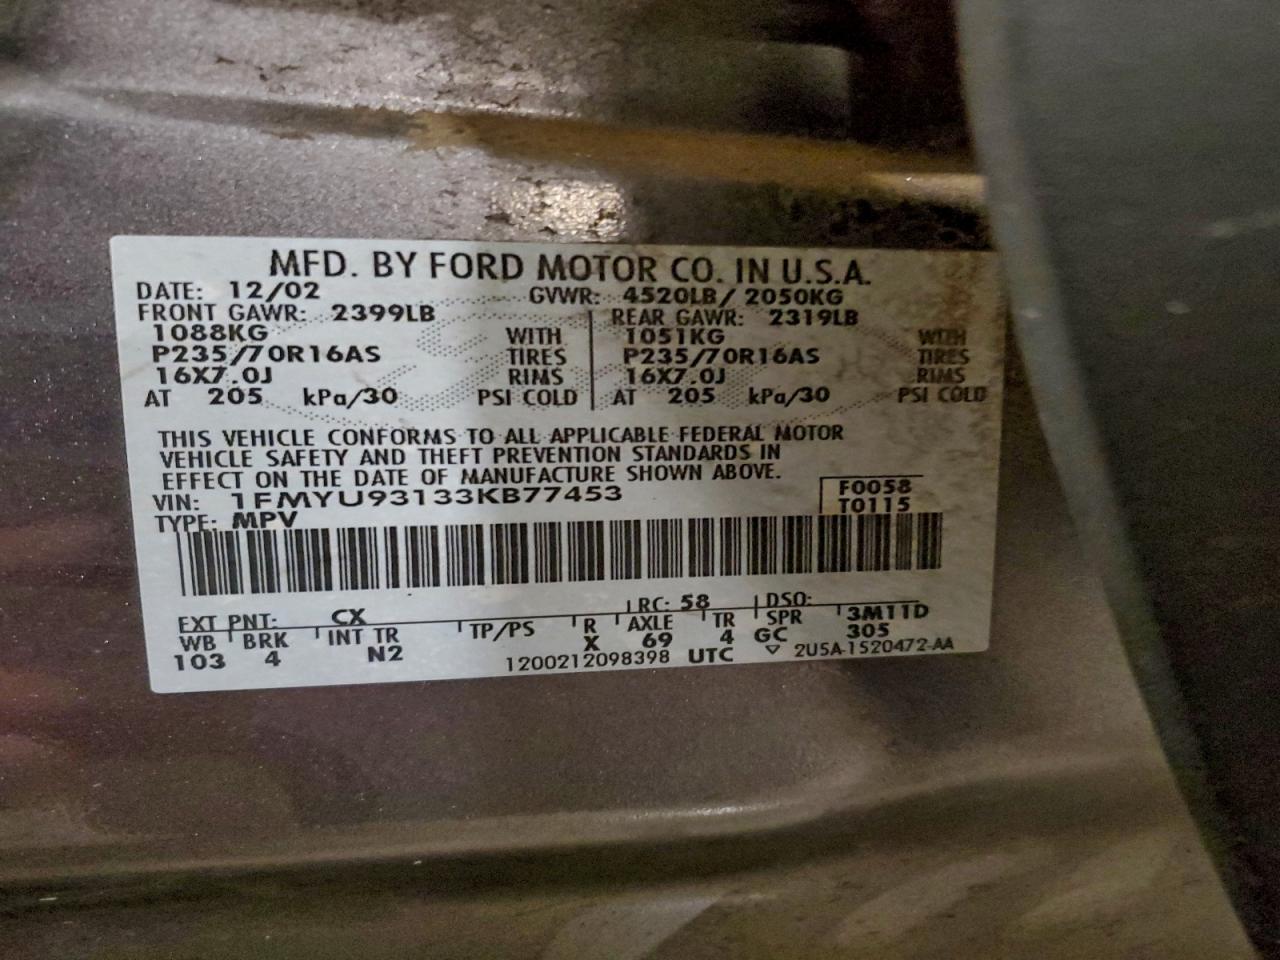 MFD. BY FORD MOTOR CO. IN U.S.A.
DATE: 12/02 GVWR: 4520LB/ 2050KG
FRONT GAWR: 2399LB REAR GAWR: 2319LB
1088KG WITH 1051KG WITH
P235/70R16AS TIRES P235/70R16AS TIRES
16X7.0J RIMS 16X7.0J RIMS
AT 205 kPa/30 PSI COLD AT 205 kPa/30 PSI COLD
THIS VEHICLE CONFORMS TO ALL APPLICABLE FEDERAL MOTOR
VEHICLE SAFETY AND THEFT PREVENTION STANDARDS IN
EFFECT ON THE DATE OF MANUFACTURE SHOWN ABOVE.
VIN: 1FMYU93133KB77453 F0058
TYPE: MPV T0115
EXT PNT: CX RC: 58 DSO:
WB BRK INT TR TP/PS R AXLE TR SPR 3M11D
103 4 N2 X 69 4 GC 305
1200212098398 UTC ▽ 2U5A-1520472-AA